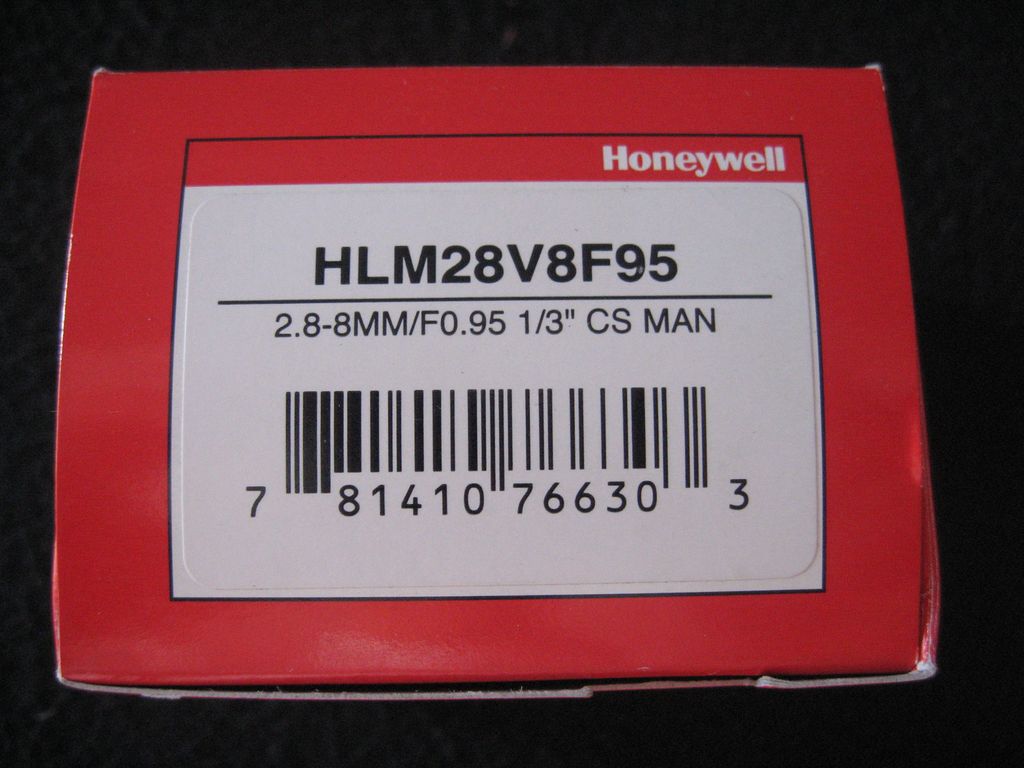 Honeywell
HLM28V8F95
2.8-8MM/F0.95 1/3" CS MAN
7 81410 76630 3